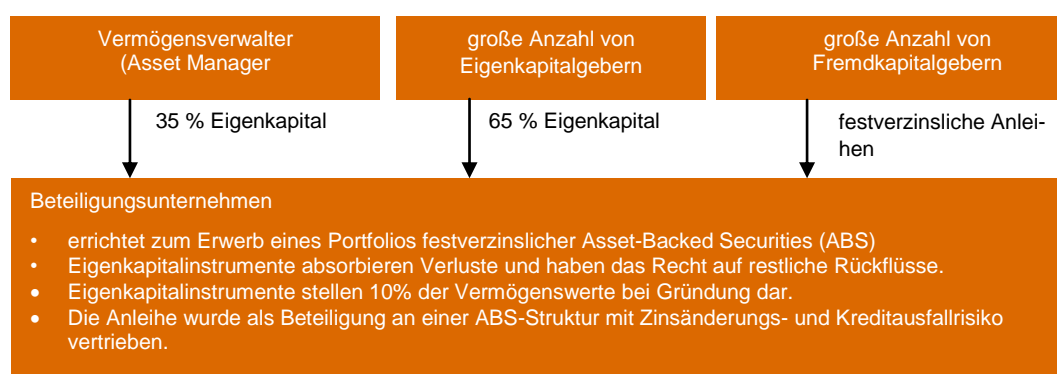 Vermögensverwalter
(Asset Manager
große Anzahl von
Eigenkapitalgebern
große Anzahl von
Fremdkapitalgebern
35 % Eigenkapital
65 % Eigenkapital
festverzinsliche Anlei-
hen
Beteiligungsunternehmen
• errichtet zum Erwerb eines Portfolios festverzinslicher Asset-Backed Securities (ABS)
• Eigenkapitalinstrumente absorbieren Verluste und haben das Recht auf restliche Rückflüsse.
• Eigenkapitalinstrumente stellen 10% der Vermögenswerte bei Gründung dar.
• Die Anleihe wurde als Beteiligung an einer ABS-Struktur mit Zinsänderungs- und Kreditausfallrisiko
vertrieben.